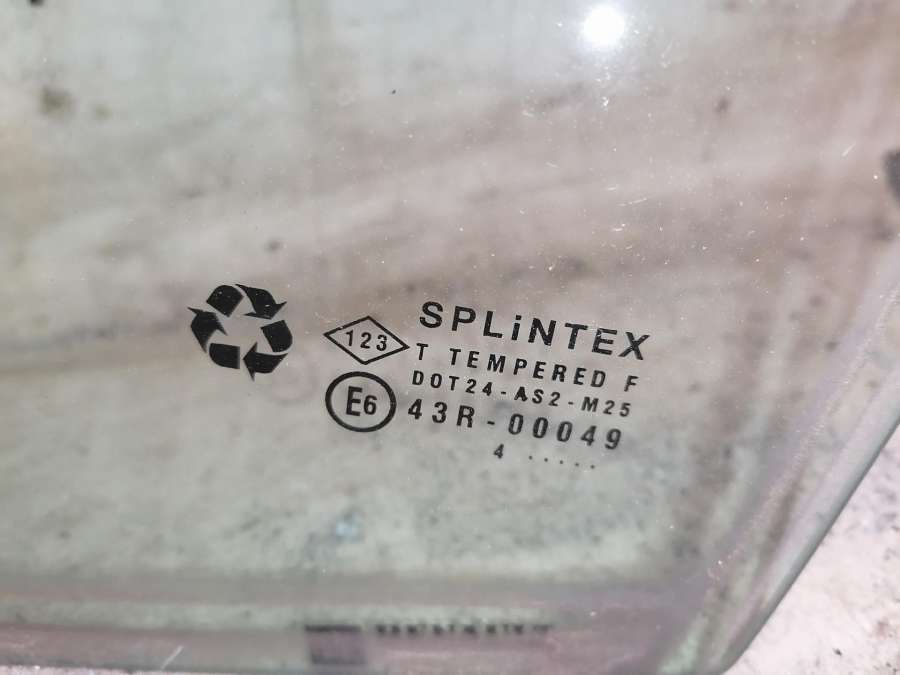 SPLiNTEX
123
T TEMPERED F
DOT24-AS2-M25
E6
43R-00049
4 .....